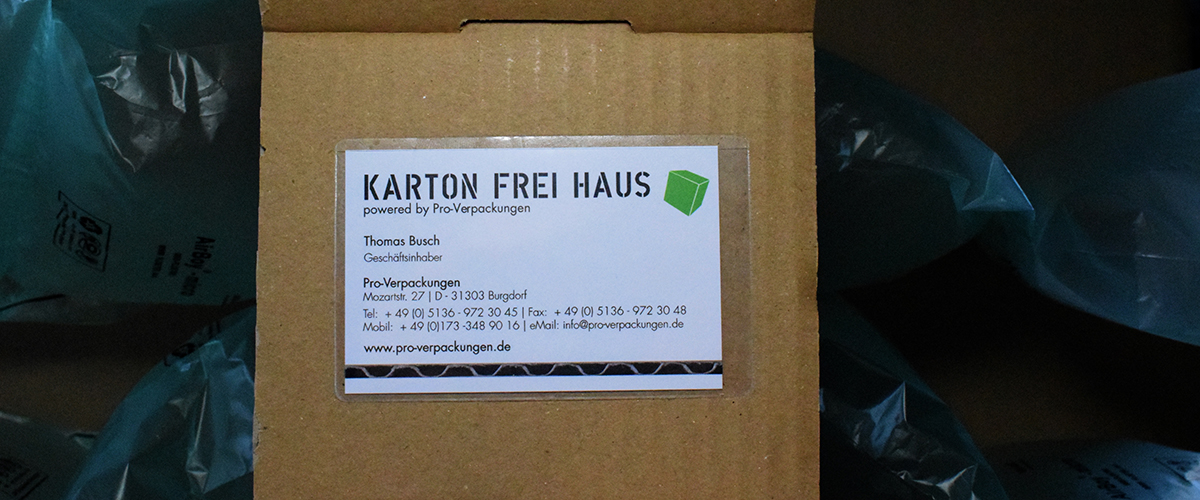 KARTON FREI HAUS
powered by Pro-Verpackungen
Thomas Busch
Geschäftsinhaber
Pro-Verpackungen
Mozartstr. 27 | D - 31303 Burgdorf
Tel: + 49 (0) 5136 - 972 30 45 | Fax: + 49 (0) 5136 - 972 30 48
Mobil: + 49 (0)173 -348 90 16 | eMail: info@pro-verpackungen.de
www.pro-verpackungen.de